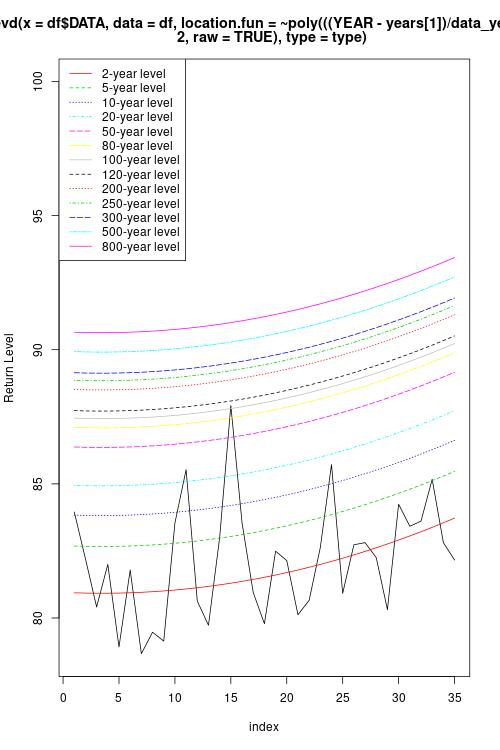 evd(x = df$DATA, data = df, location.fun = ~poly(((YEAR - years[1])/data_ye
2, raw = TRUE), type = type)
100
95
90
85
80
Return Level
2-year level
5-year level
10-year level
20-year level
50-year level
80-year level
100-year level
120-year level
200-year level
250-year level
300-year level
500-year level
800-year level
0 5 10 15 20 25 30 35
index